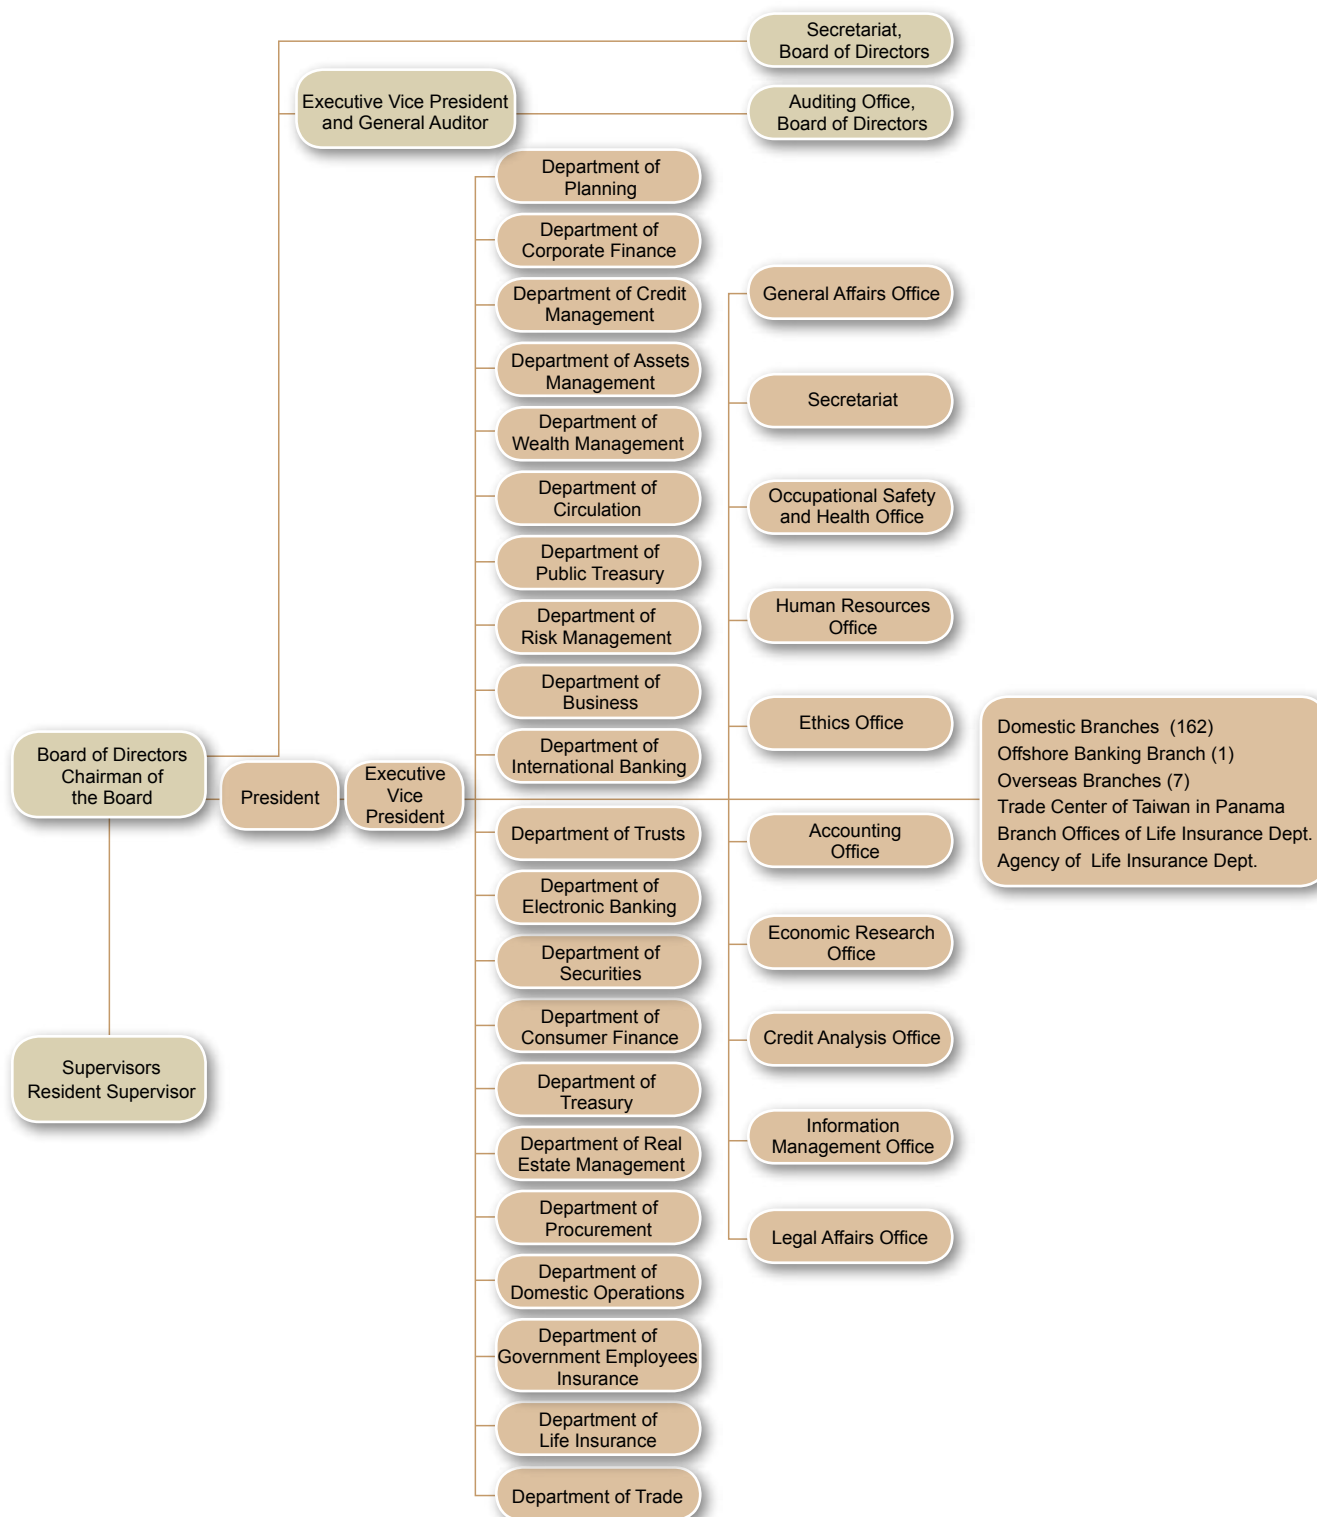 Secretariat,
Board of Directors
Executive Vice President
and General Auditor
Auditing Office,
Board of Directors
Board of Directors
Chairman of
the Board
Supervisors
Resident Supervisor
President
Executive
Vice
President
Department of
Planning
Department of
Corporate Finance
Department of Credit
Management
Department of Assets
Management
Department of
Wealth Management
Department of
Circulation
Department of
Public Treasury
Department of
Risk Management
Department of
Business
Department of
International Banking
Department of Trusts
Department of
Electronic Banking
Department of
Securities
Department of
Consumer Finance
Department of
Treasury
Department of Real
Estate Management
Department of
Procurement
Department of
Domestic Operations
Department of
Government Employees
Insurance
Department of
Life Insurance
Department of Trade
General Affairs Office
Secretariat
Occupational Safety
and Health Office
Human Resources
Office
Ethics Office
Accounting
Office
Economic Research
Office
Credit Analysis Office
Information
Management Office
Legal Affairs Office
Domestic Branches (162)
Offshore Banking Branch (1)
Overseas Branches (7)
Trade Center of Taiwan in Panama
Branch Offices of Life Insurance Dept.
Agency of Life Insurance Dept.